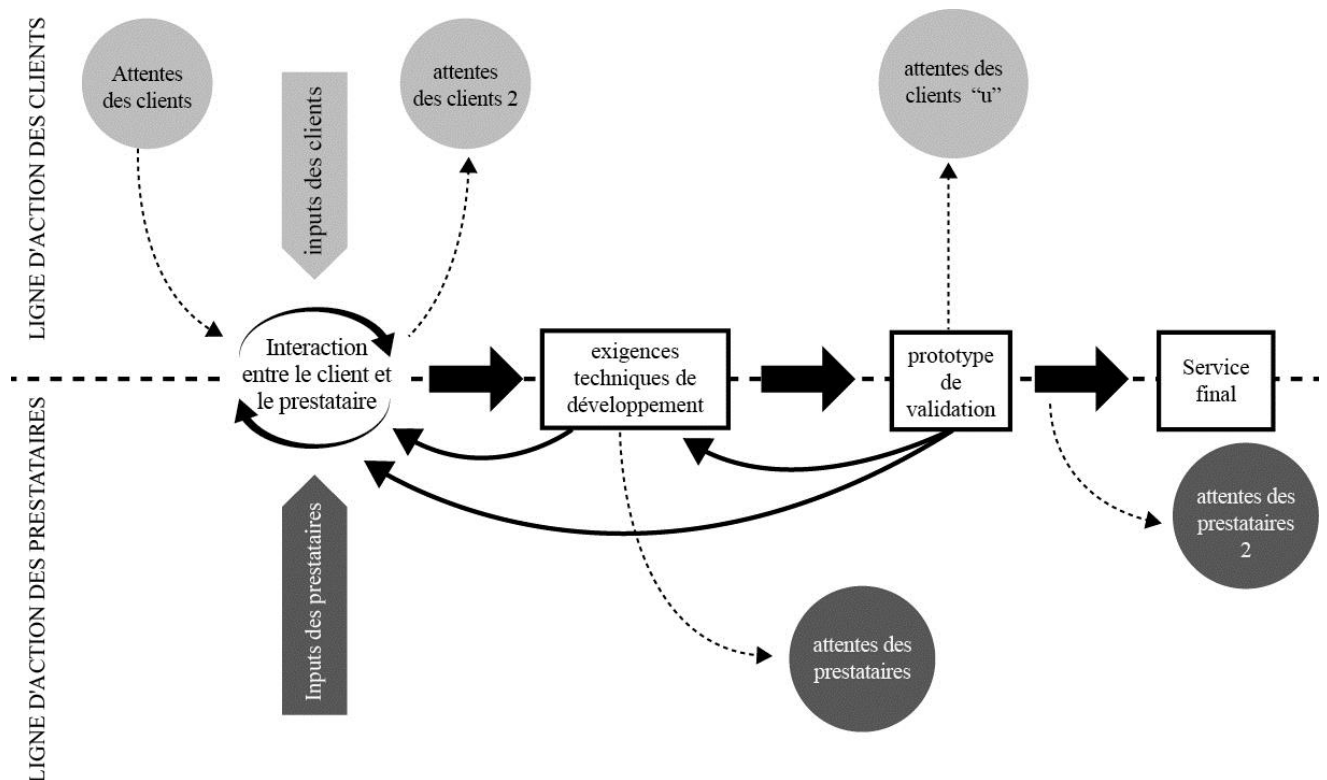 LIGNE D'ACTION DES CLIENTS
Attentes
des clients
inputs des clients
attentes
des clients 2
attentes des
clients “u”
Interaction
entre le client et
le prestataire
exigences
techniques de
développement
prototype
de
validation
Service
final
LIGNE D'ACTION DES PRESTATAIRES
Inputs des prestataires
attentes des
prestataires
attentes des
prestataires
2